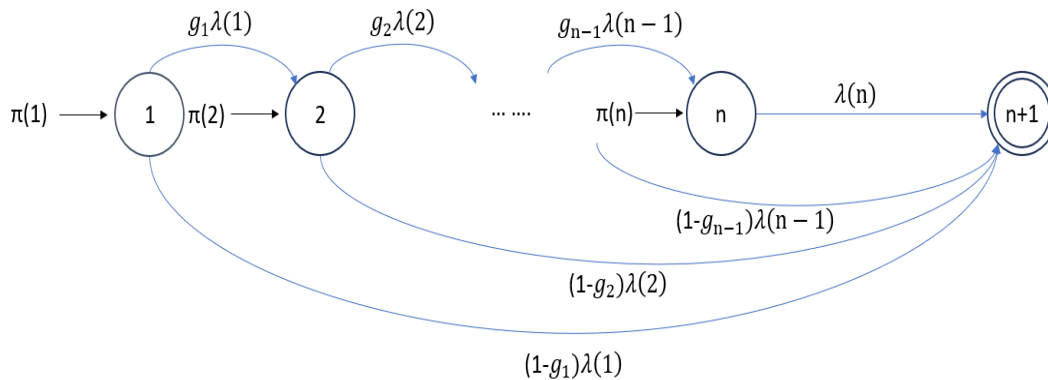 g₁λ(1) g₂λ(2) gₙ₋₁λ(n − 1)
π(1) 1 π(2) 2 ... .... π(n) n λ(n) n+1
(1-gₙ₋₁)λ(n − 1)
(1-g₂)λ(2)
(1-g₁)λ(1)